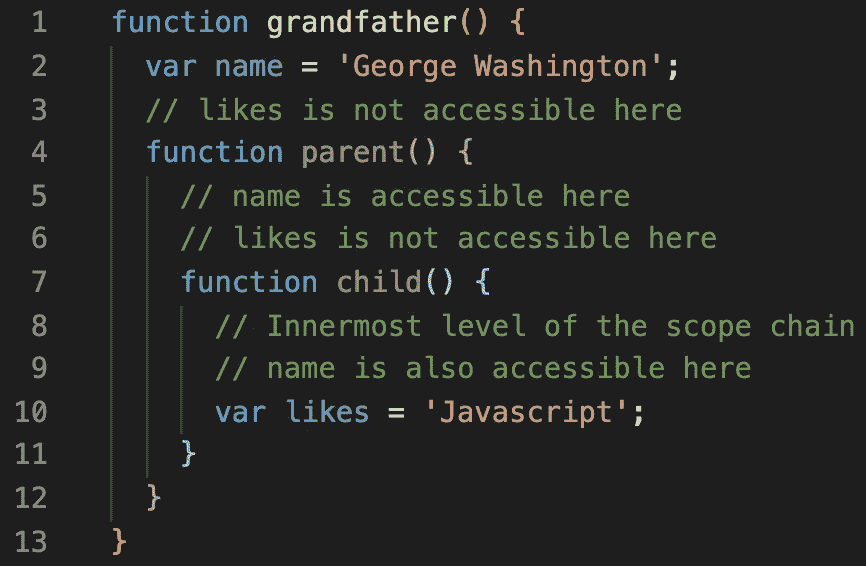 1 function grandfather() {
2 var name = 'George Washington';
3 // likes is not accessible here
4 function parent() {
5 // name is accessible here
6 // likes is not accessible here
7 function child() {
8 // Innermost level of the scope chain
9 // name is also accessible here
10 var likes = 'Javascript';
11 }
12 }
13 }